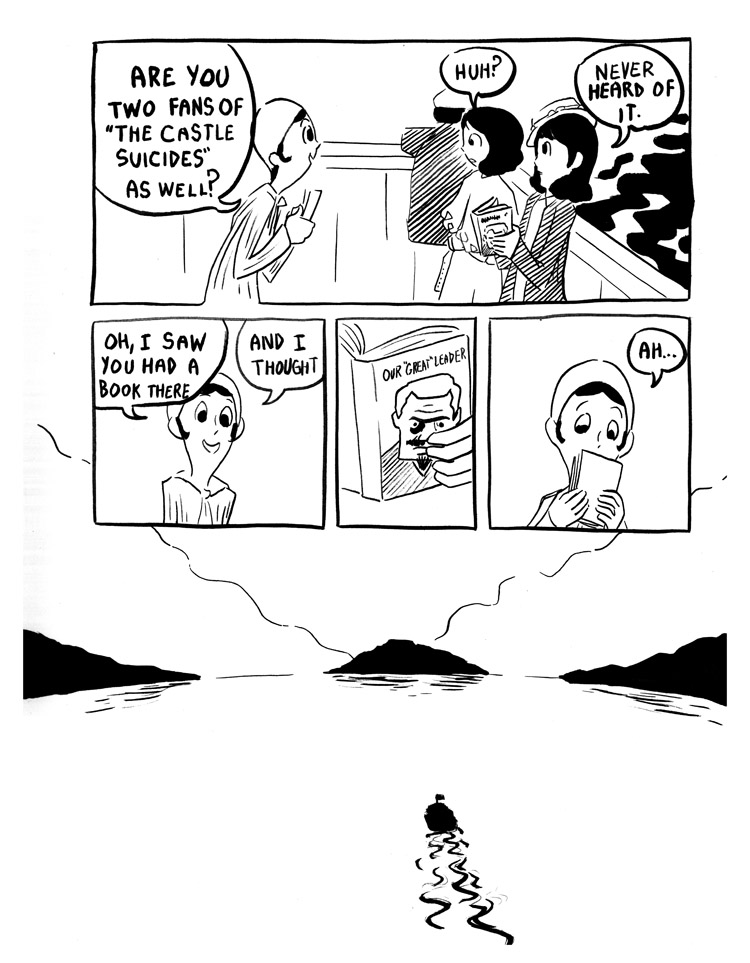 ARE YOU
TWO FANS OF
"THE CASTLE
SUICIDES"
AS WELL?
HUH?
NEVER
HEARD OF
IT.
OH, I SAW
YOU HAD A
BOOK THERE
AND I
THOUGHT
OUR "GREAT" LEADER
AH...